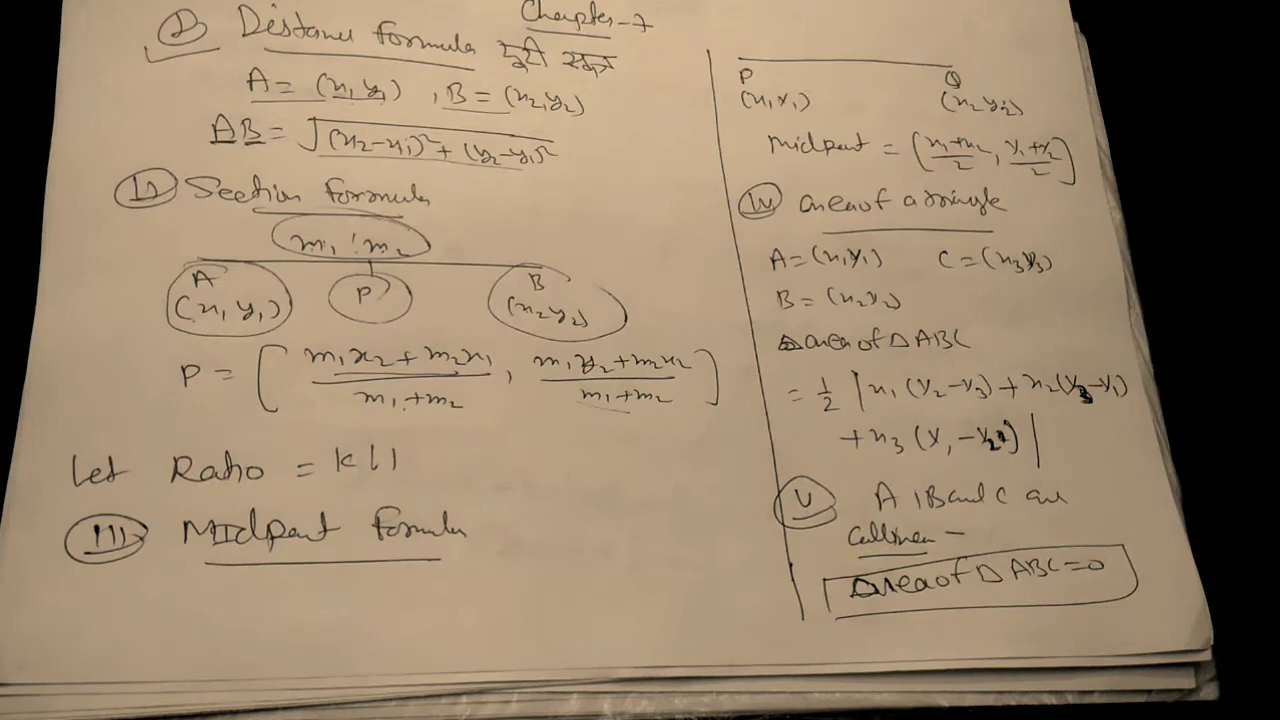 Chapter-7
I) Distance formula दूरी सूत्र
A = (x₁ y₁) , B = (x₂ y₂)
AB = √(x₂-x₁)² + (y₂-y₁)²
II) Section formula
m₁ : m₂
A P B
(x₁ y₁) (x₂ y₂)
P = [ m₁x₂+m₂x₁ / m₁+m₂ , m₁y₂+m₂x₂ / m₁+m₂ ]
Let Ratio = k:1
III) Midpoint formula
P Q
(x₁ y₁) (x₂ y₂)
midpoint = ( x₁+x₂ / 2 , y₁+y₂ / 2 ]
IV) area of a
A = (x₁ y₁) C = (x₃ y₃)
B = (x₂ y₂)
area of △ ABC
= 1/2 | x₁ (y₂-y₃) + x₂(y₃-y₁)
+ x₃ (y₁-y₂) |
V A, B and C are
Collinear -
Area of △ ABC = 0